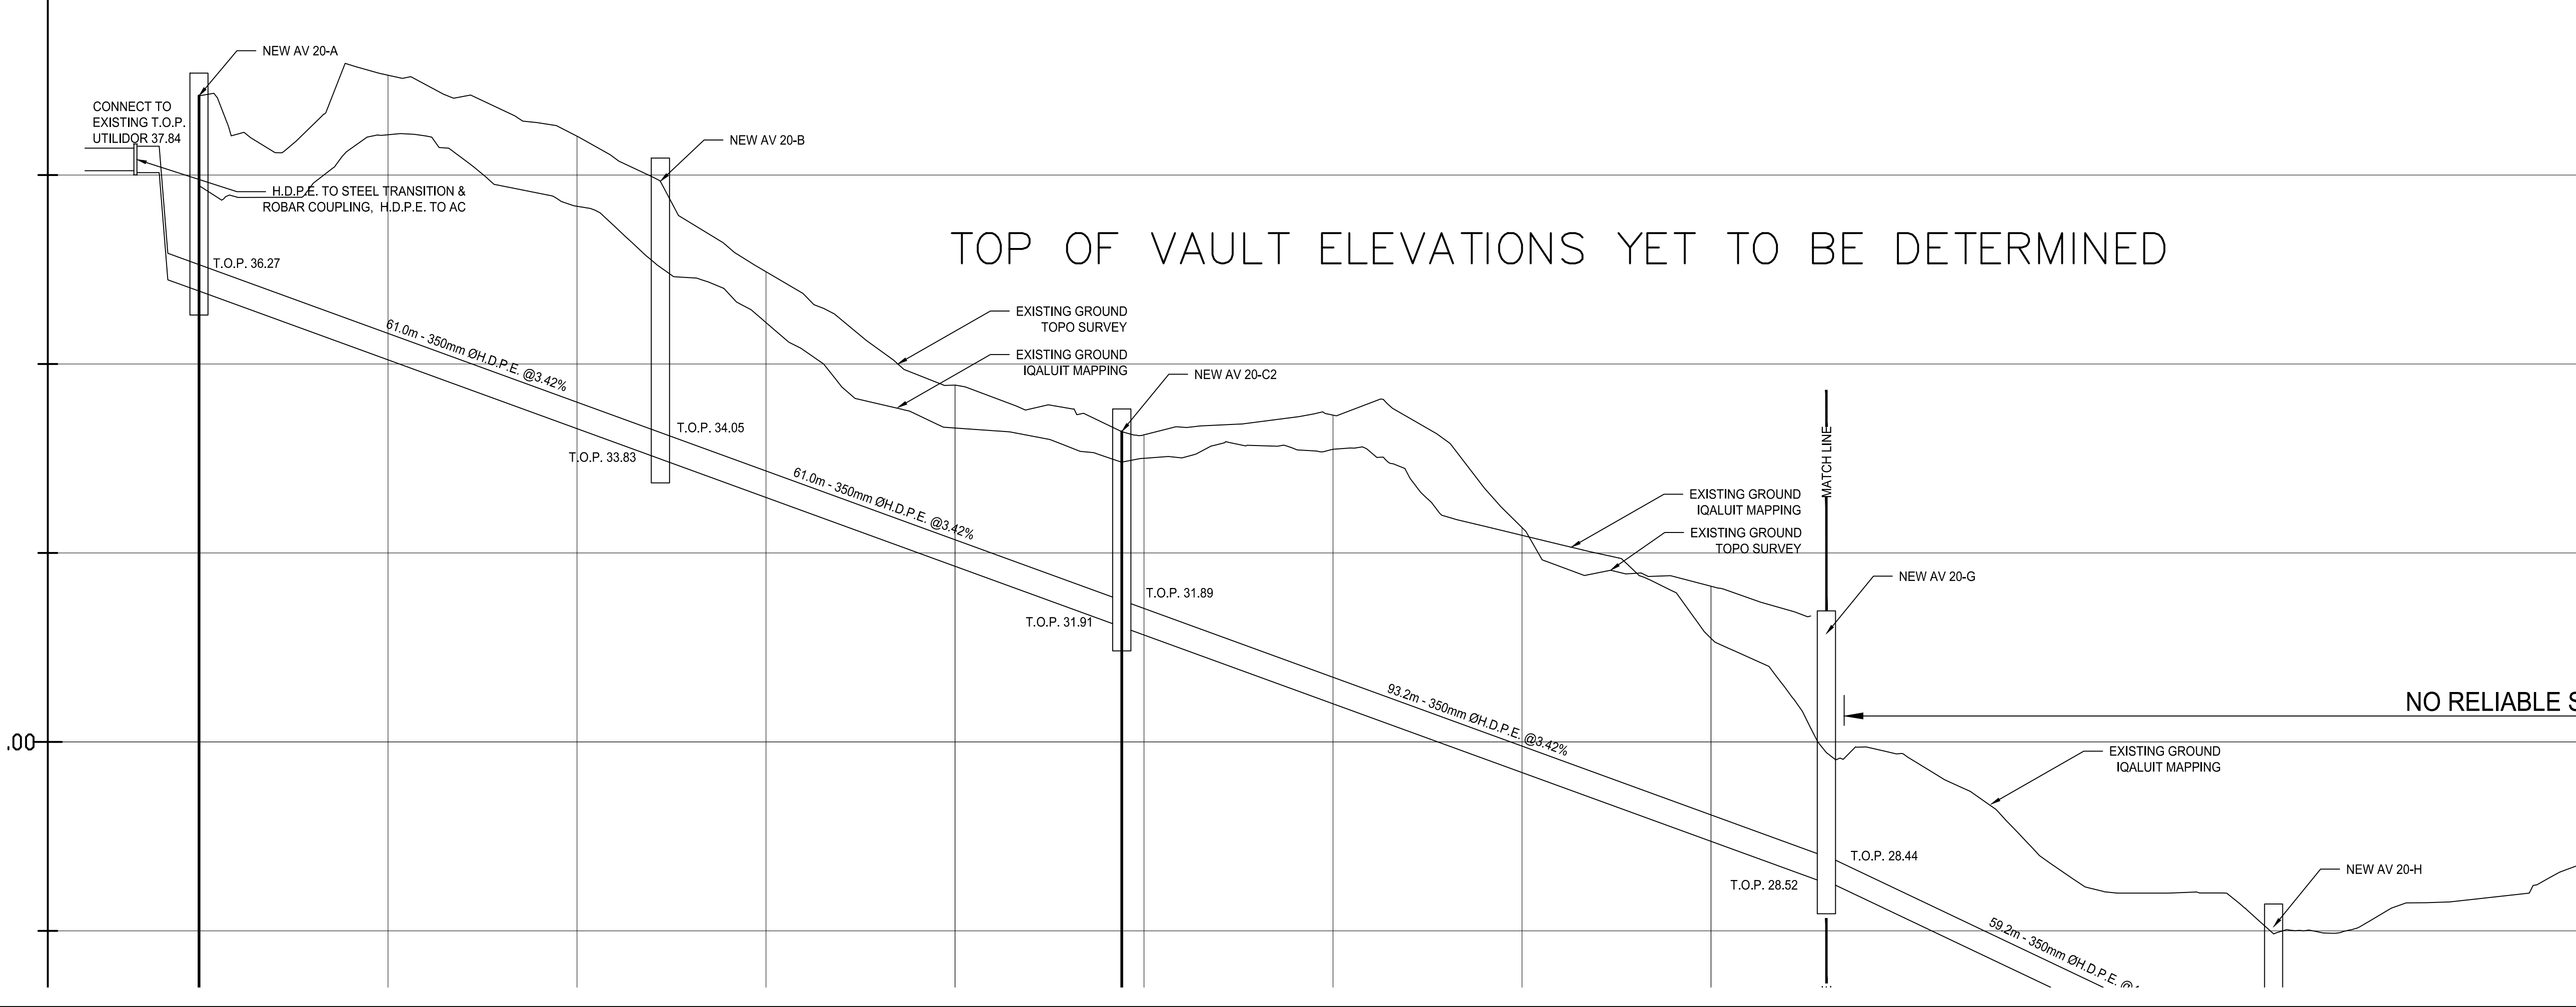 NEW AV 20-A
CONNECT TO
EXISTING T.O.P.
UTILIDOR 37.84
NEW AV 20-B
H.D.P.E. TO STEEL TRANSITION &
ROBAR COUPLING, H.D.P.E. TO AC
TOP OF VAULT ELEVATIONS YET TO BE DETERMINED
T.O.P. 36.27
61.0m - 350mm ØH.D.P.E. @3.42%
EXISTING GROUND
TOPO SURVEY
EXISTING GROUND
IQALUIT MAPPING
NEW AV 20-C2
T.O.P. 34.05
T.O.P. 33.83
61.0m - 350mm ØH.D.P.E. @3.42%
MATCH LINE
EXISTING GROUND
IQALUIT MAPPING
EXISTING GROUND
TOPO SURVEY
NEW AV 20-G
T.O.P. 31.89
T.O.P. 31.91
93.2m - 350mm ØH.D.P.E. @3.42%
NO RELIABLE S
.00
EXISTING GROUND
IQALUIT MAPPING
T.O.P. 28.44
T.O.P. 28.52
NEW AV 20-H
59.2m - 350mm ØH.D.P.E.